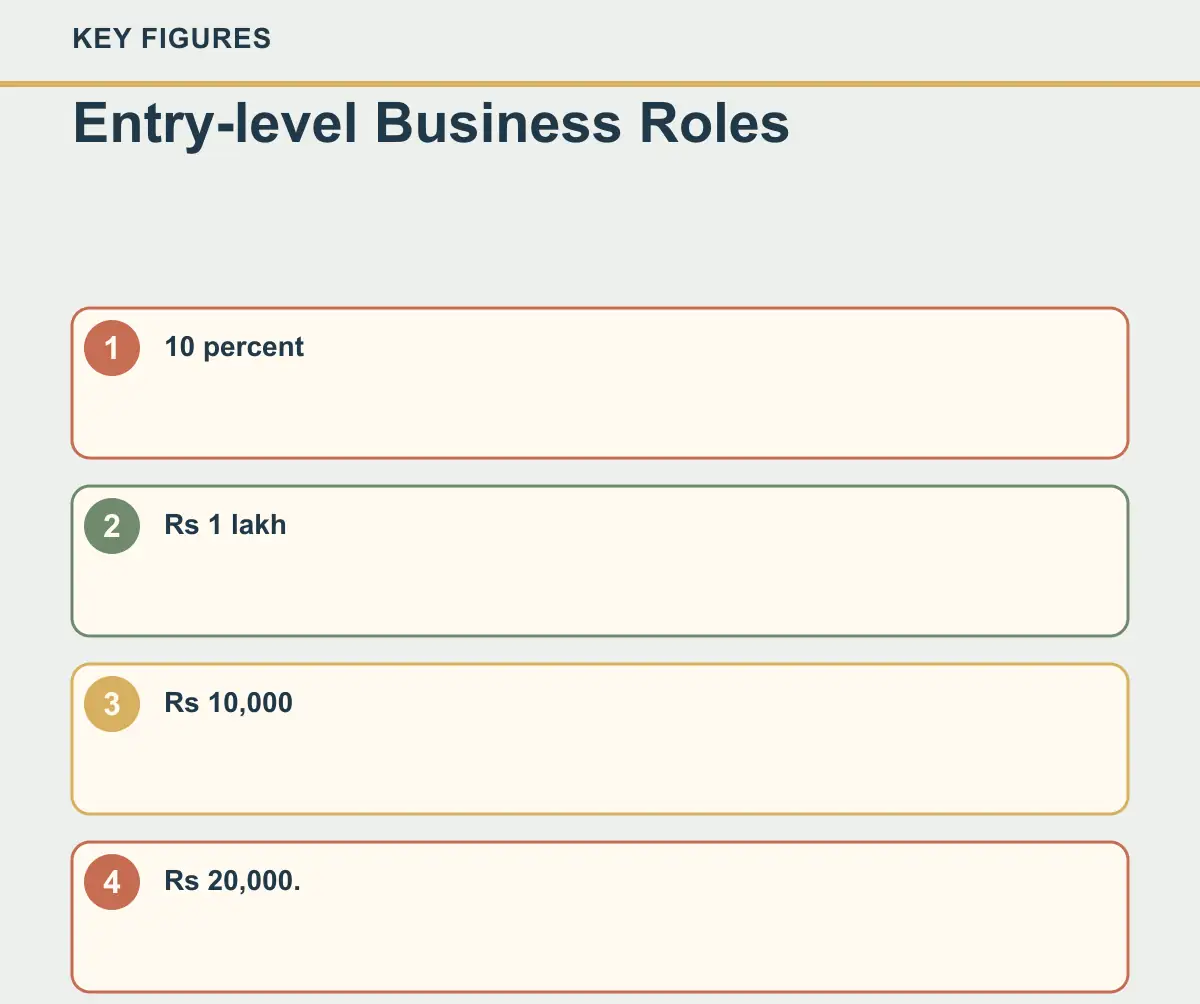 KEY FIGURES
Entry-level Business Roles
1 10 percent
2 Rs 1 lakh
3 Rs 10,000
4 Rs 20,000.